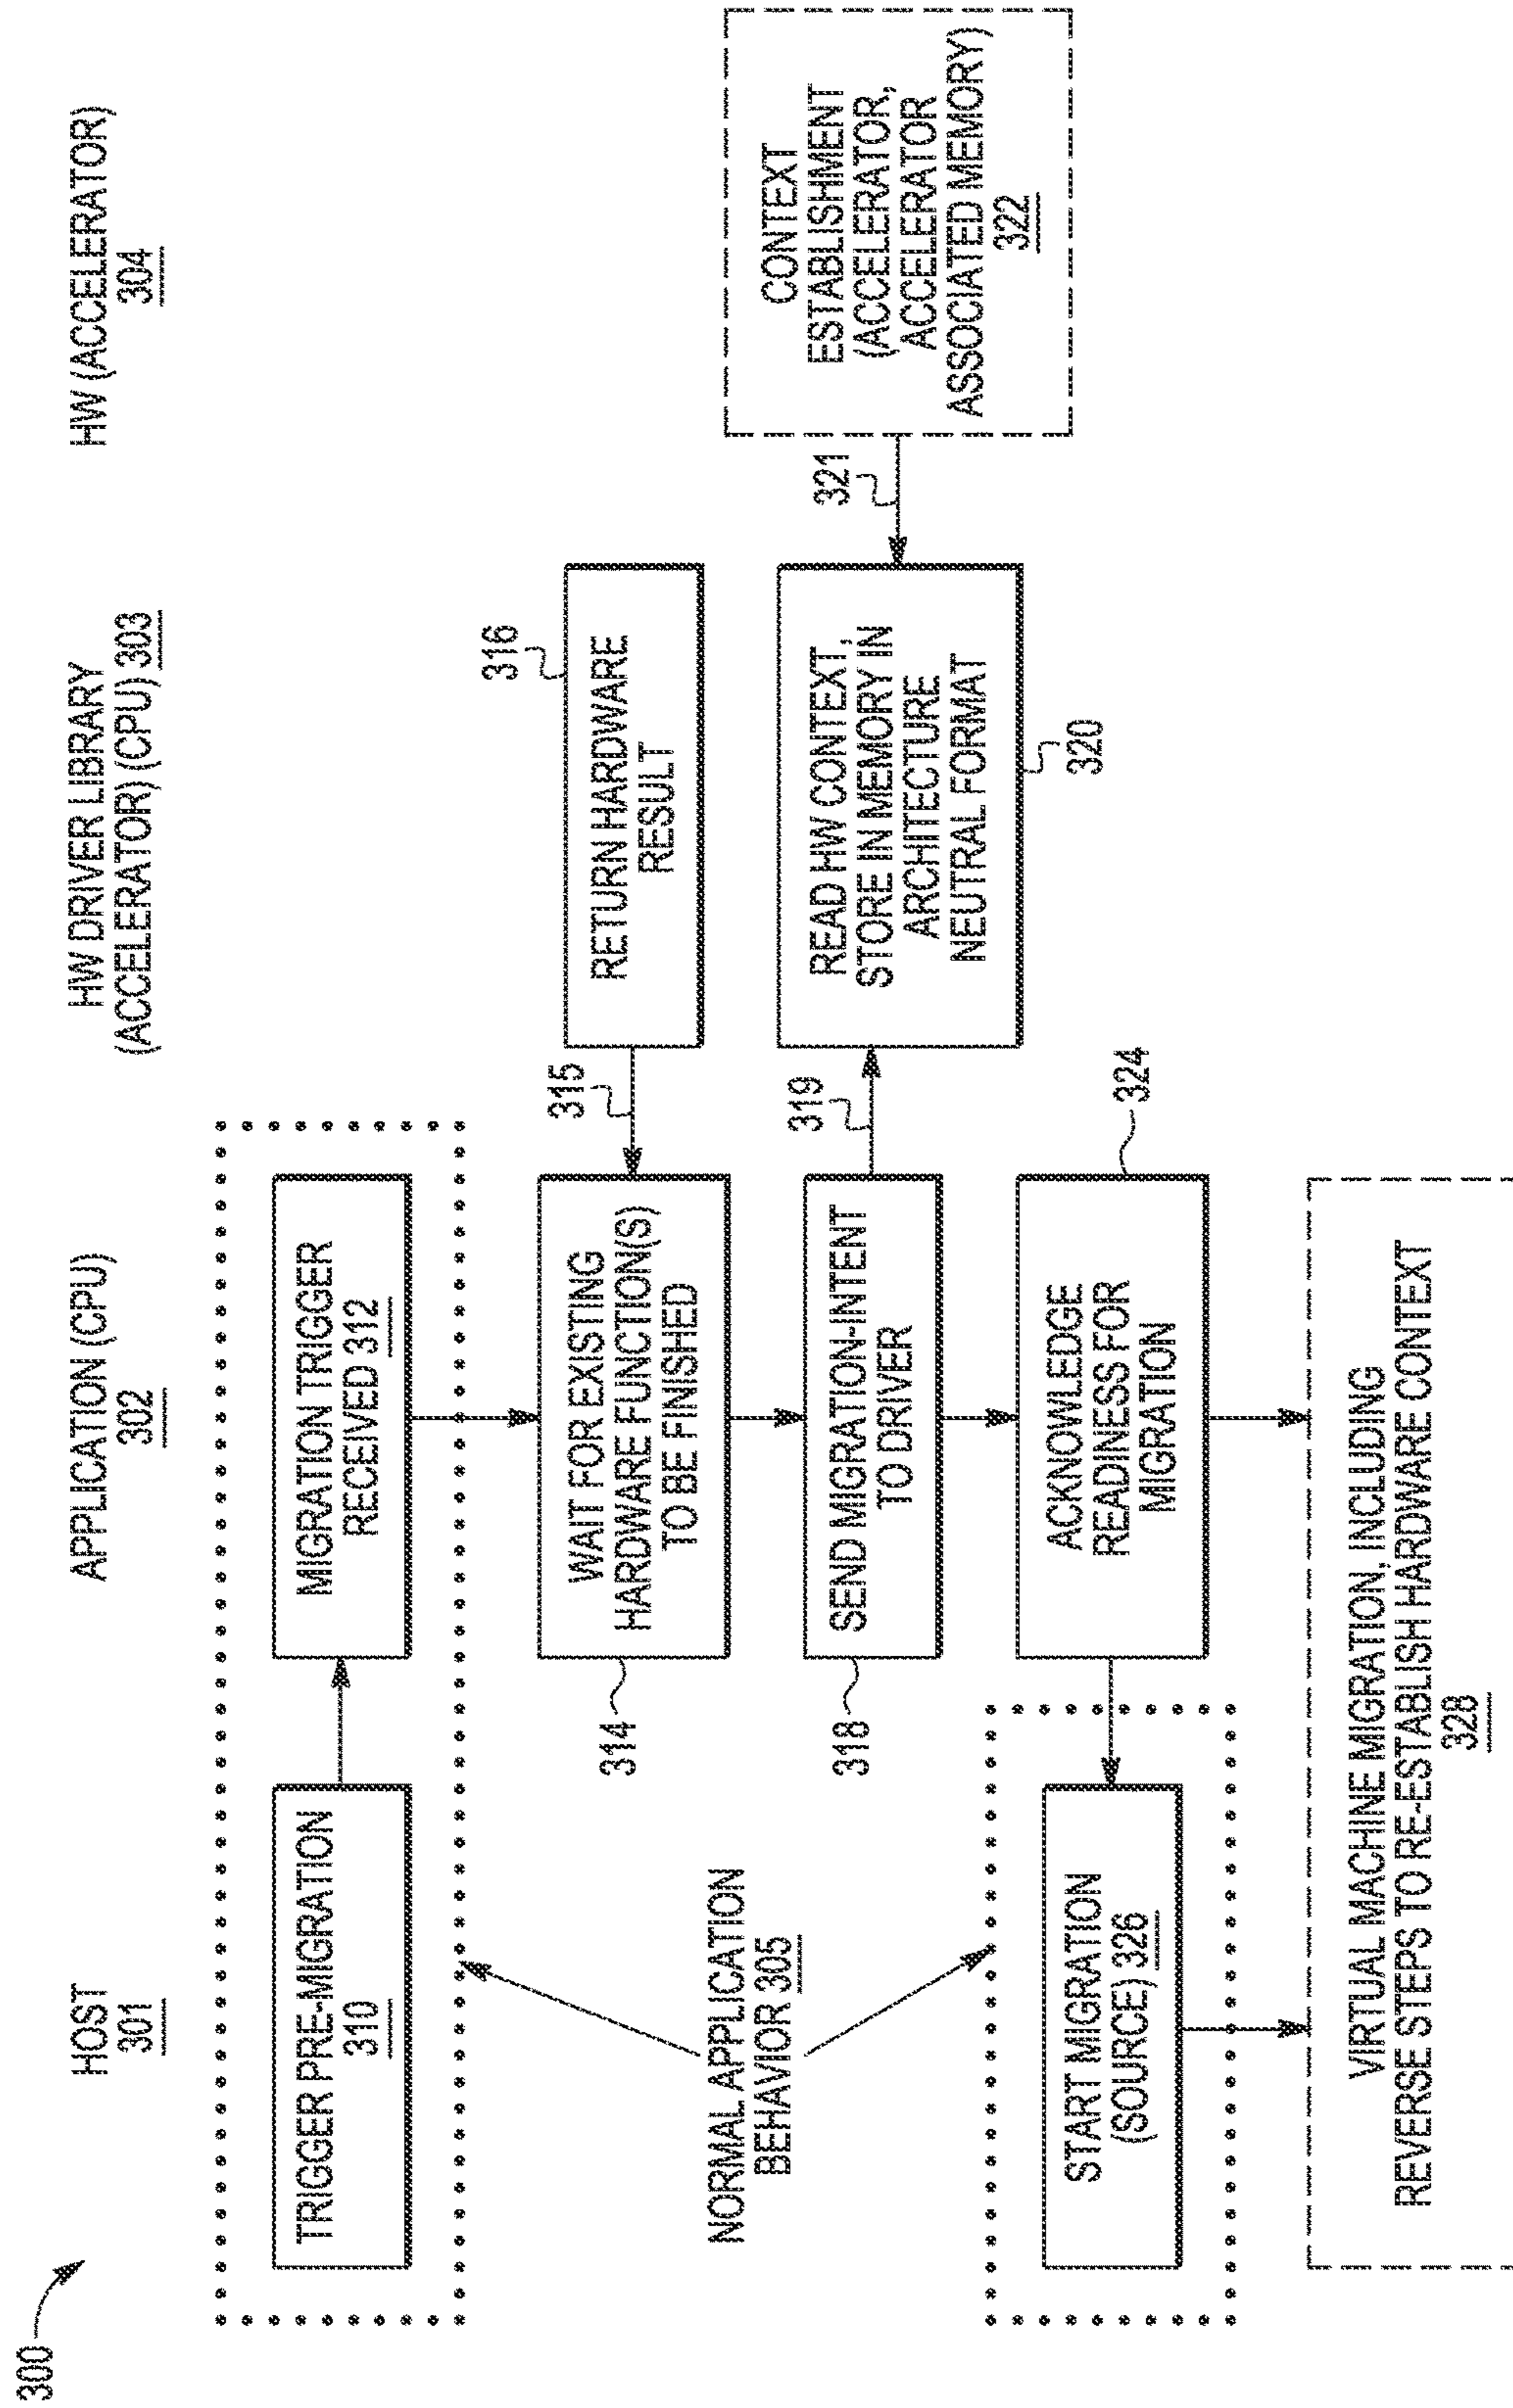 300
HOST
301
APPLICATION (CPU)
302
HW DRIVER LIBRARY
(ACCELERATOR) (CPU) 303
HW (ACCELERATOR)
304
TRIGGER PRE-MIGRATION
310
MIGRATION TRIGGER
RECEIVED 312
NORMAL APPLICATION
BEHAVIOR 305
314
WAIT FOR EXISTING
HARDWARE FUNCTION(S)
TO BE FINISHED
315
316
RETURN HARDWARE
RESULT
318
SEND MIGRATION-INTENT
TO DRIVER
319
READ HW CONTEXT,
STORE IN MEMORY IN
ARCHITECTURE
NEUTRAL FORMAT
320
321
CONTEXT
ESTABLISHMENT
(ACCELERATOR,
ACCELERATOR
ASSOCIATED MEMORY)
322
START MIGRATION
(SOURCE) 326
ACKNOWLEDGE
READINESS FOR
MIGRATION
324
VIRTUAL MACHINE MIGRATION, INCLUDING
REVERSE STEPS TO RE-ESTABLISH HARDWARE CONTEXT
328